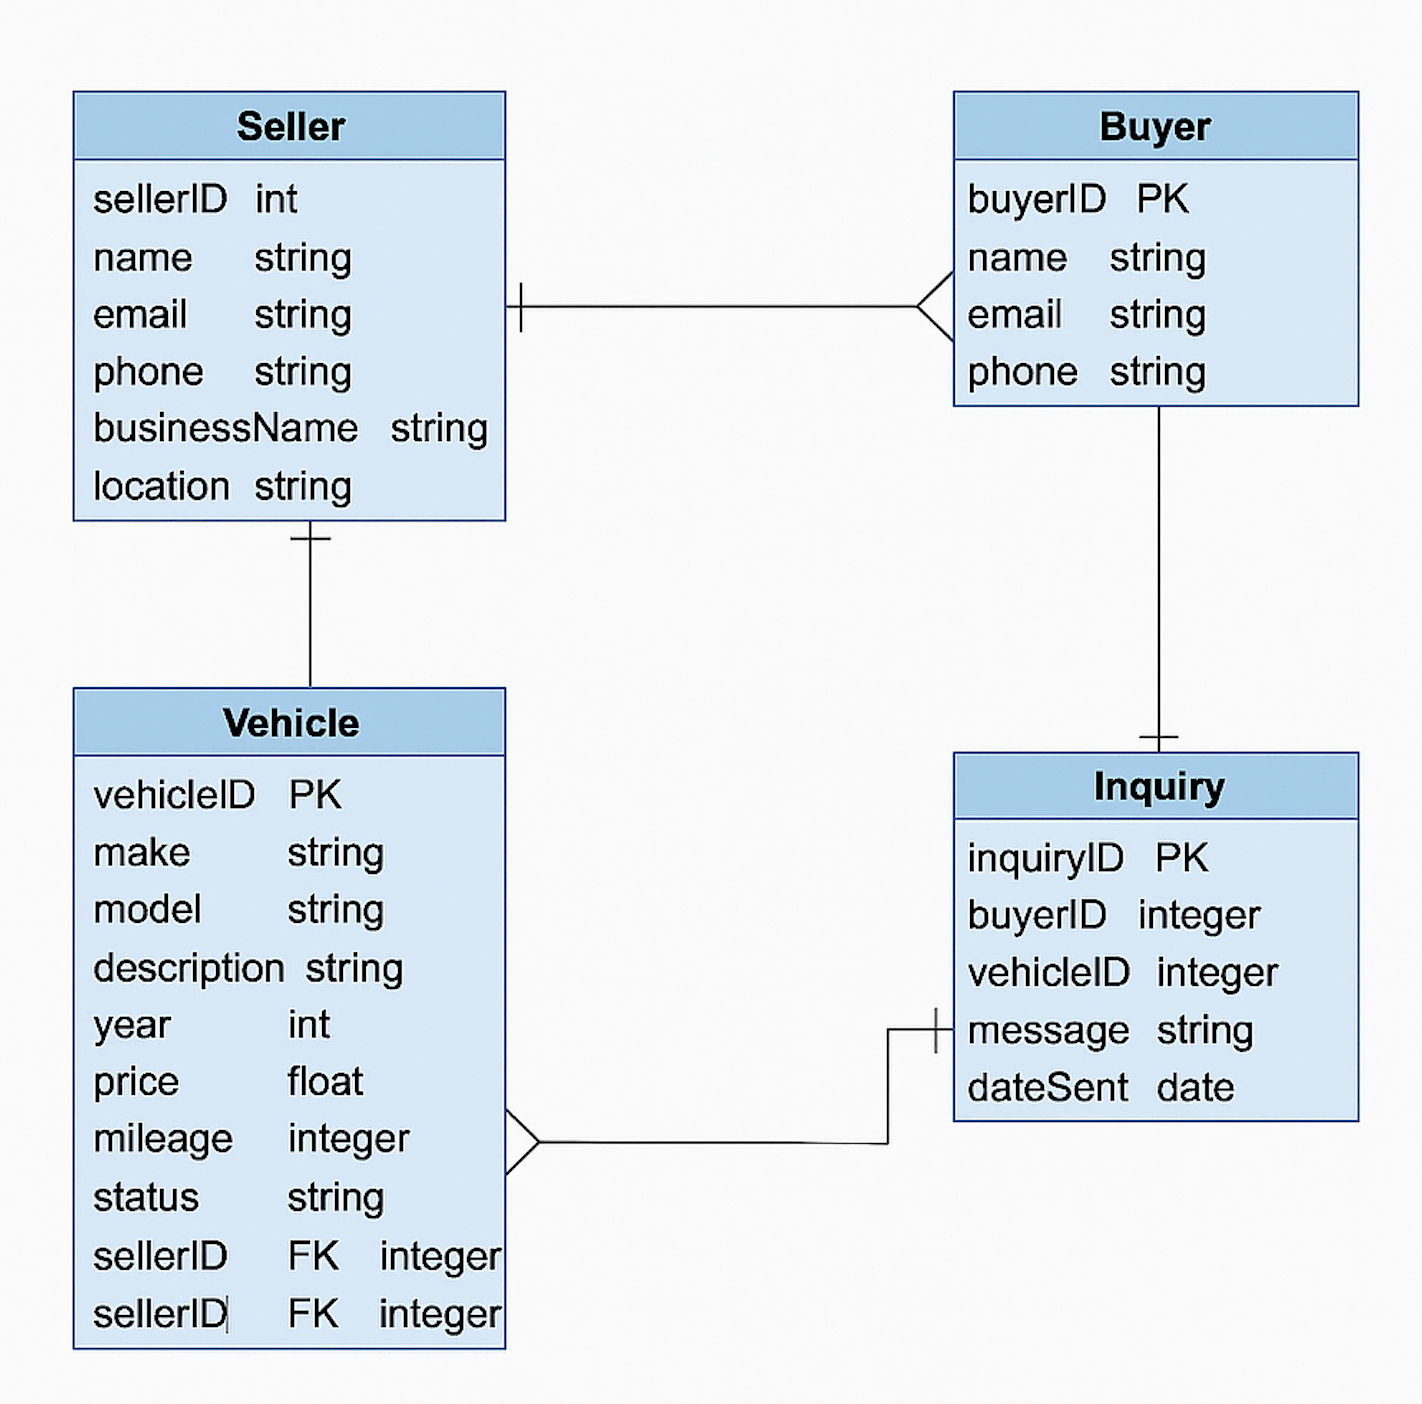 Seller
sellerID int
name string
email string
phone string
businessName string
location string
Buyer
buyerID PK
name string
email string
phone string
Vehicle
vehicleID PK
make string
model string
description string
year int
price float
mileage integer
status string
sellerID FK integer
sellerID FK integer
Inquiry
inquiryID PK
buyerID integer
vehicleID integer
message string
dateSent date